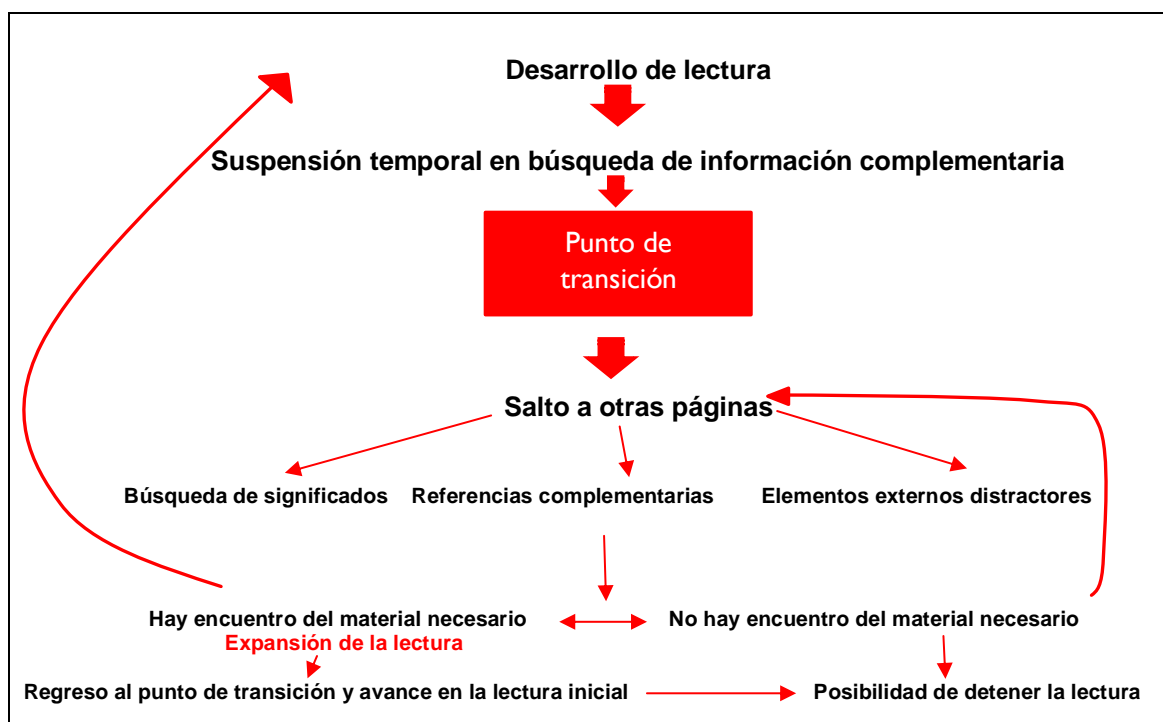 Desarrollo de lectura
Suspensión temporal en búsqueda de información complementaria
Punto de
transición
Salto a otras páginas
Búsqueda de significados
Referencias complementarias
Elementos externos distractores
Hay encuentro del material necesario
No hay encuentro del material necesario
Expansión de la lectura
Regreso al punto de transición y avance en la lectura inicial
Posibilidad de detener la lectura